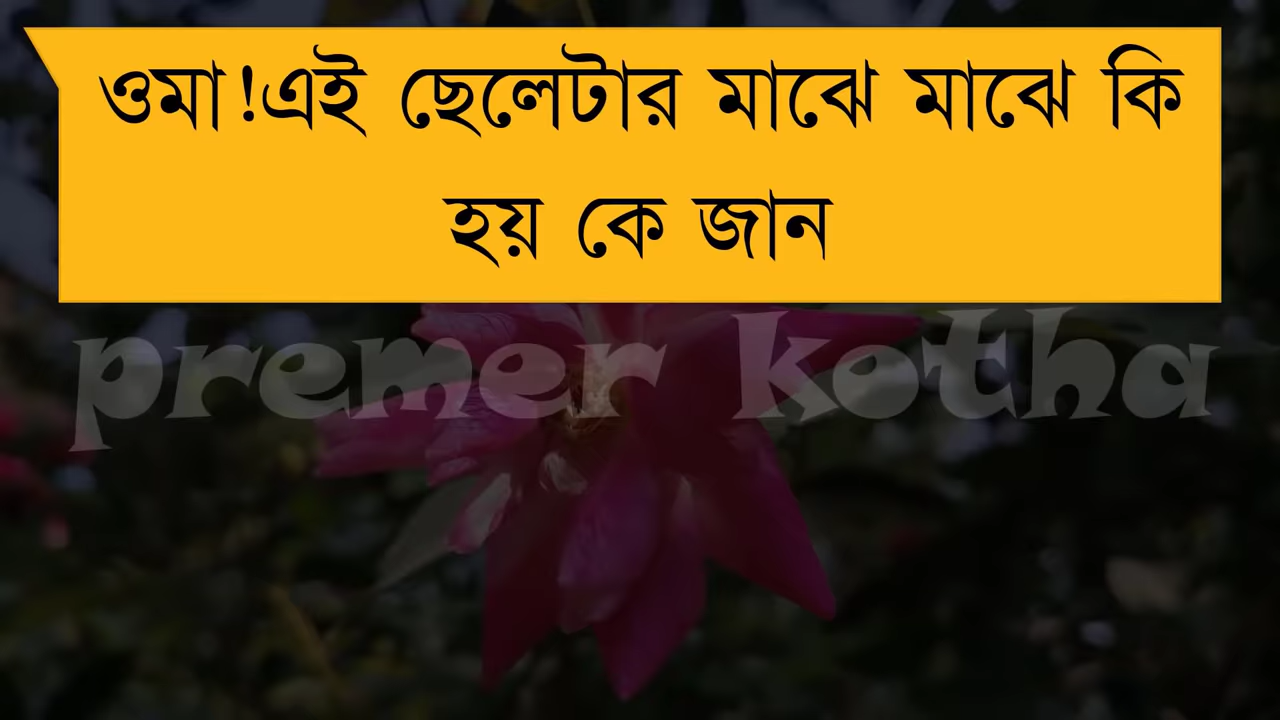 ওমা!এই ছেলেটার মাঝে মাঝে কি
হয় কে জান
premer kotha